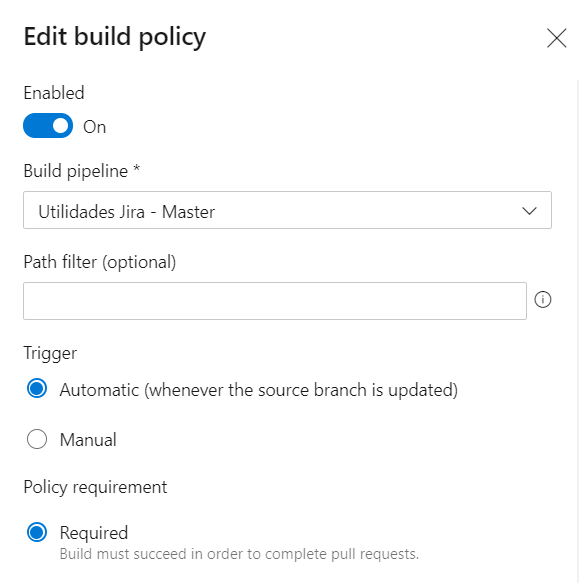 Edit build policy
Enabled
On
Build pipeline *
Utilidades Jira - Master
Path filter (optional)
Trigger
Automatic (whenever the source branch is updated)
Manual
Policy requirement
Required
Build must succeed in order to complete pull requests.